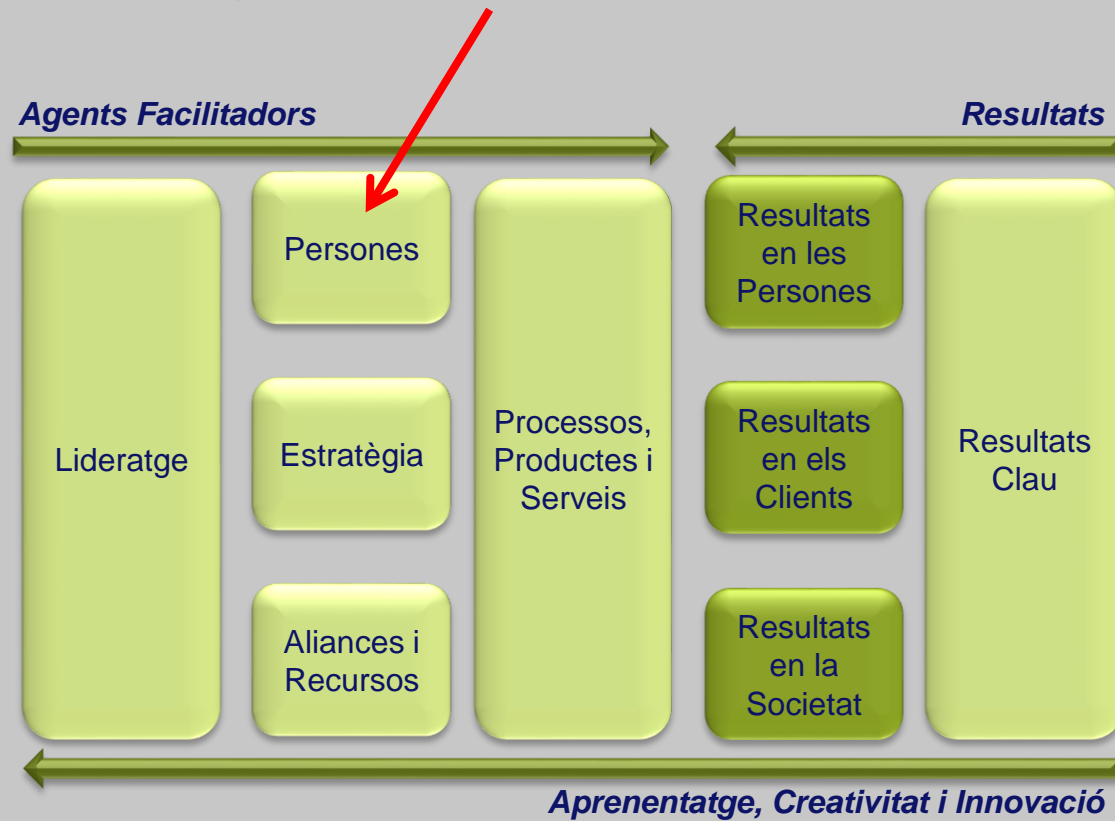 Agents Facilitadors
Resultats
Lideratge
Persones
Estratègia
Aliances i
Recursos
Processos,
Productes i
Serveis
Resultats
en les
Persones
Resultats
en els
Clients
Resultats
en la
Societat
Resultats
Clau
Aprenentatge, Creativitat i Innovació